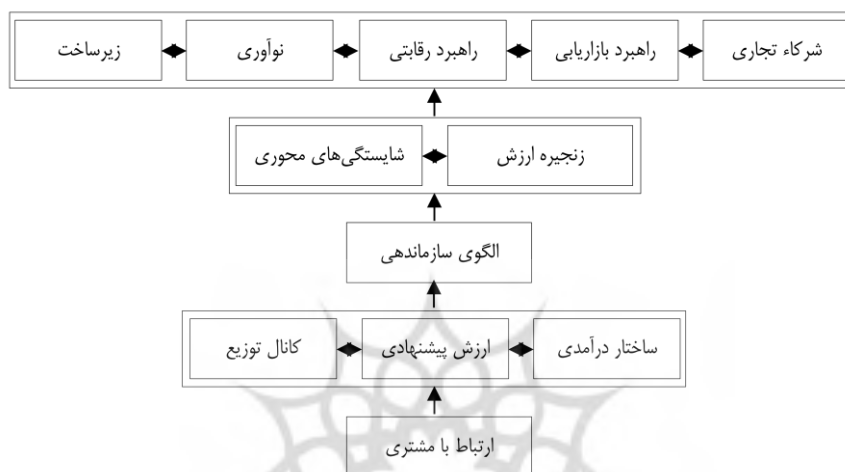 شرکاء تجاری
راهبرد بازاریابی
راهبرد رقابتی
نوآوری
زیرساخت
زنجیره ارزش
شایستگی‌های محوری
الگوی سازماندهی
ساختار درآمدی
ارزش پیشنهادی
کانال توزیع
ارتباط با مشتری